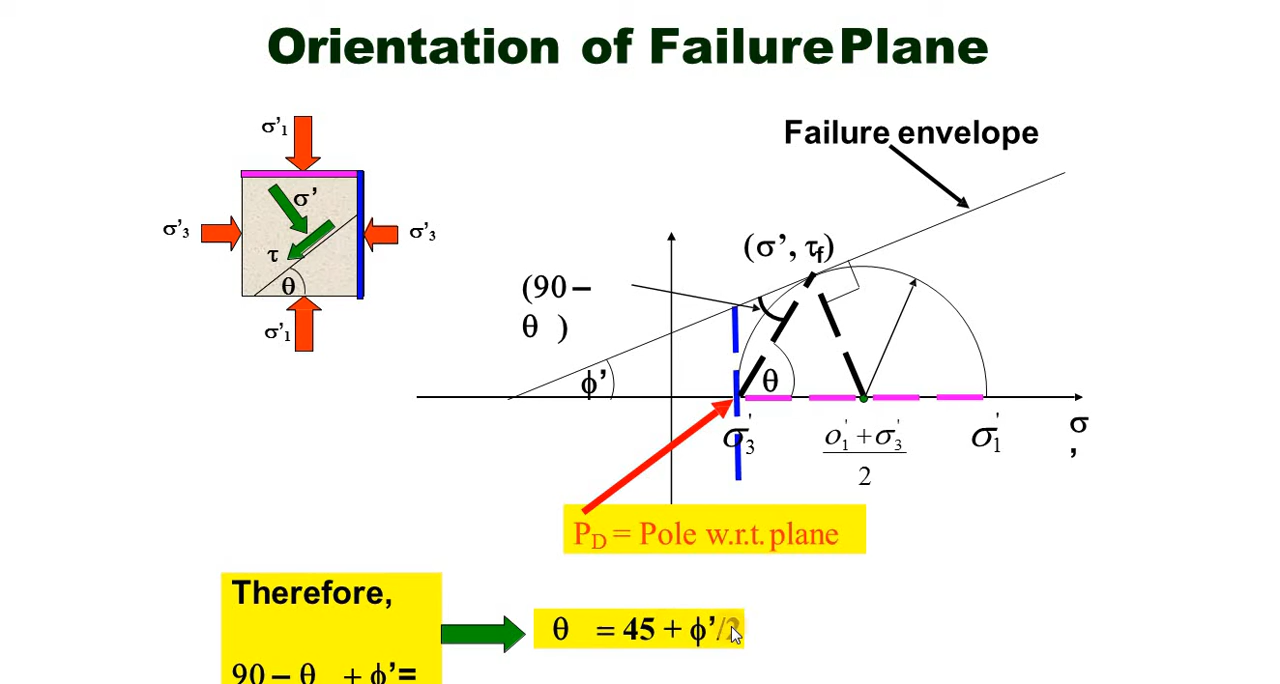 Orientation of Failure Plane
σ'1
σ'
σ'3
σ'3
τ
θ
σ'1
Failure envelope
(σ', τf)
(90 –
θ )
ϕ'
θ
σ'3
σ'1 + σ'3
2
σ'1
σ
,
PD = Pole w.r.t. plane
Therefore,
θ = 45 + ϕ'/2
90 – θ + ϕ' =